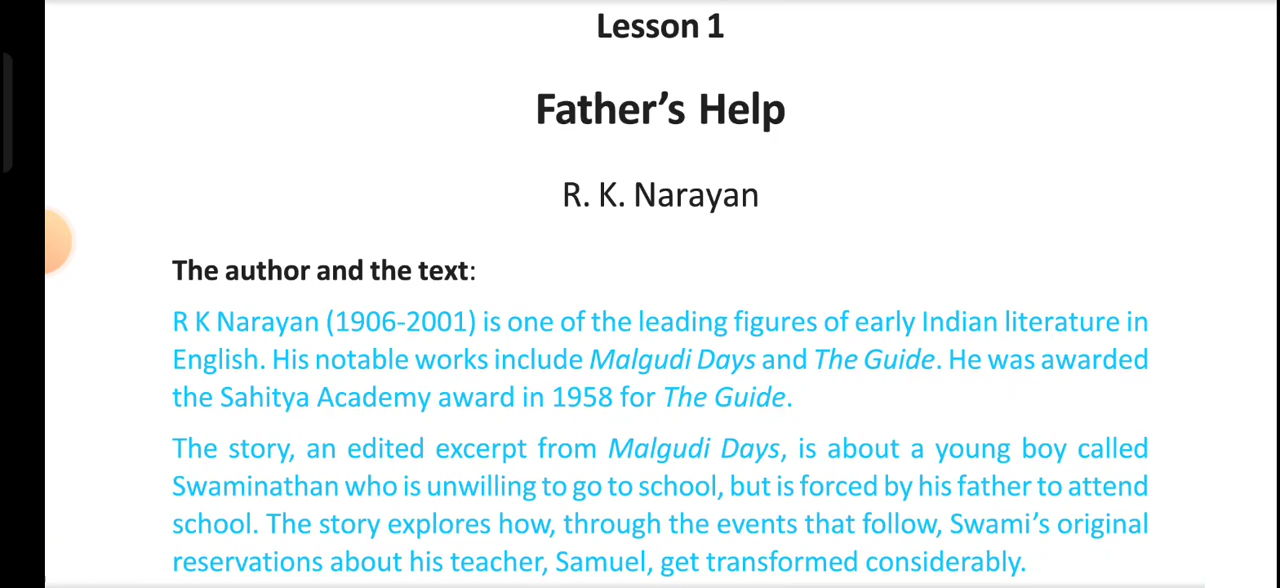 Lesson 1
Father’s Help
R. K. Narayan
The author and the text:
R K Narayan (1906-2001) is one of the leading figures of early Indian literature in
English. His notable works include Malgudi Days and The Guide. He was awarded
the Sahitya Academy award in 1958 for The Guide.
The story, an edited excerpt from Malgudi Days, is about a young boy called
Swaminathan who is unwilling to go to school, but is forced by his father to attend
school. The story explores how, through the events that follow, Swami’s original
reservations about his teacher, Samuel, get transformed considerably.